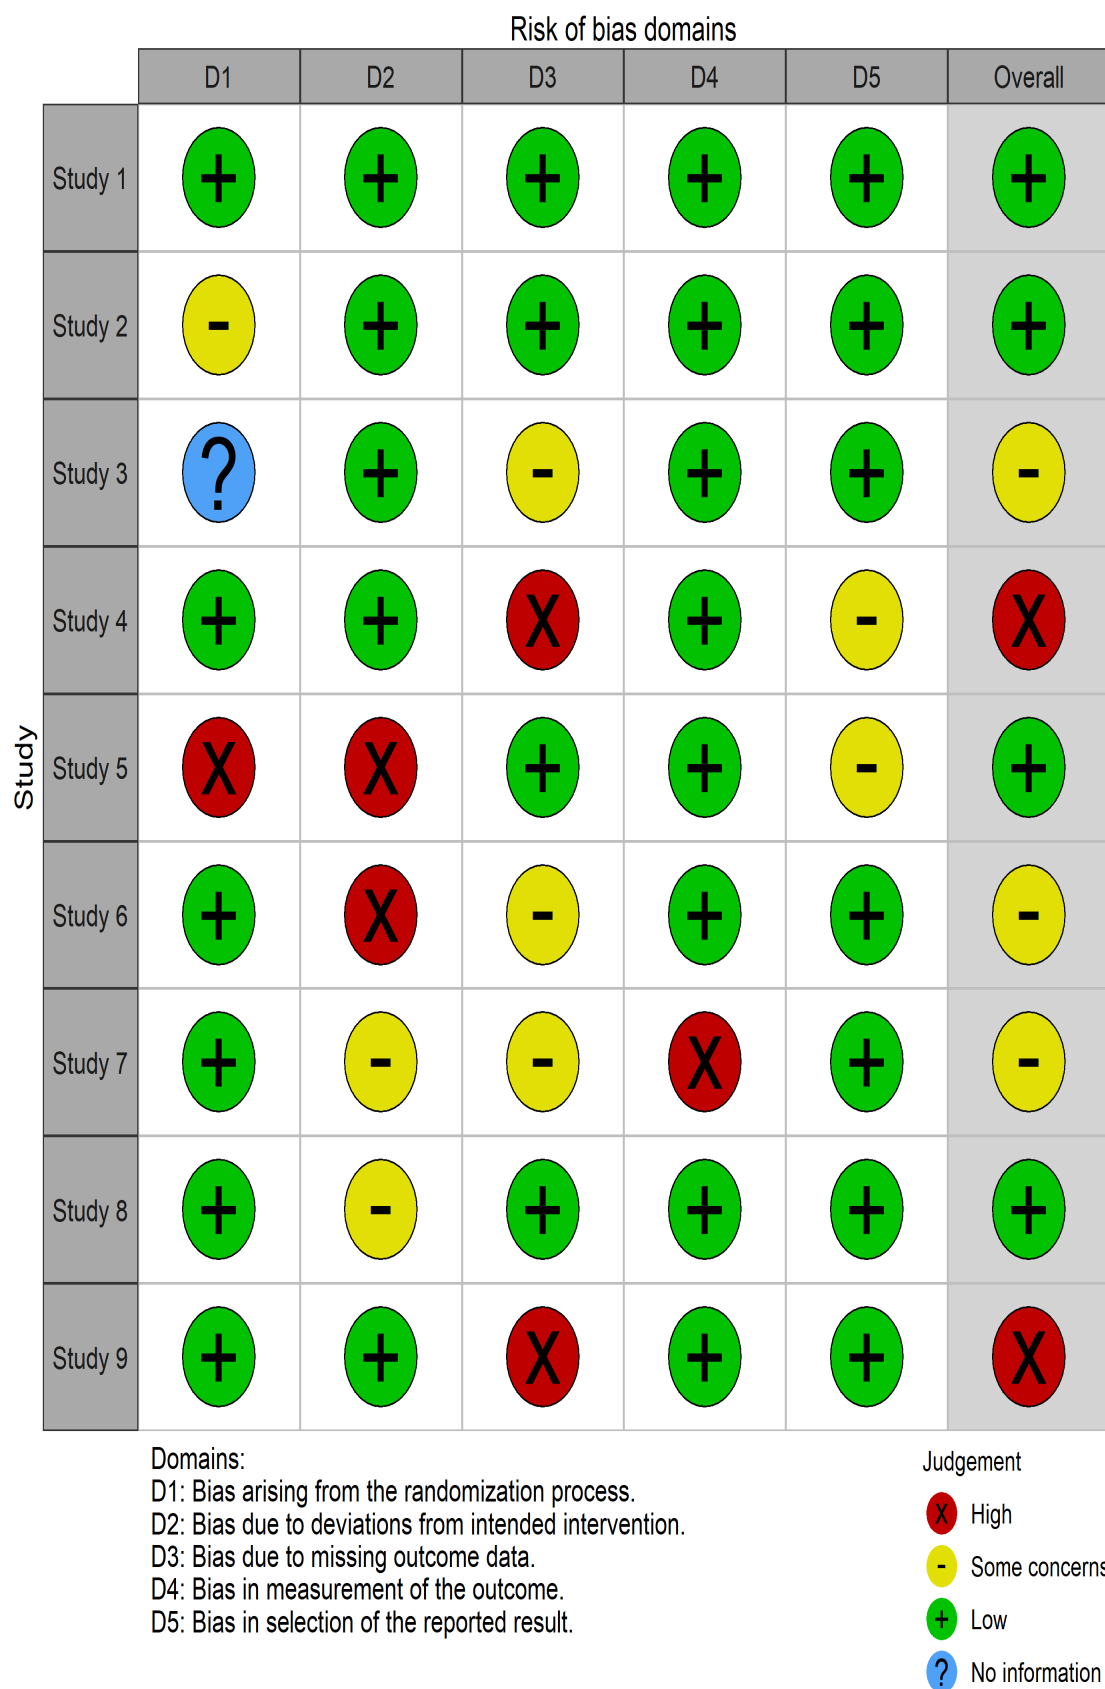 Risk of bias domains
D1 D2 D3 D4 D5 Overall
Study 1 + + + + + +
Study 2 - + + + + +
Study 3 ? + - + + -
Study 4 + + X + - X
Study 5 X X + + - +
Study 6 + X - + + -
Study 7 + - - X + -
Study 8 + - + + + +
Study 9 + + X + + X
Study
Domains:
D1: Bias arising from the randomization process.
D2: Bias due to deviations from intended intervention.
D3: Bias due to missing outcome data.
D4: Bias in measurement of the outcome.
D5: Bias in selection of the reported result.
Judgement
X High
- Some concerns
+ Low
? No information